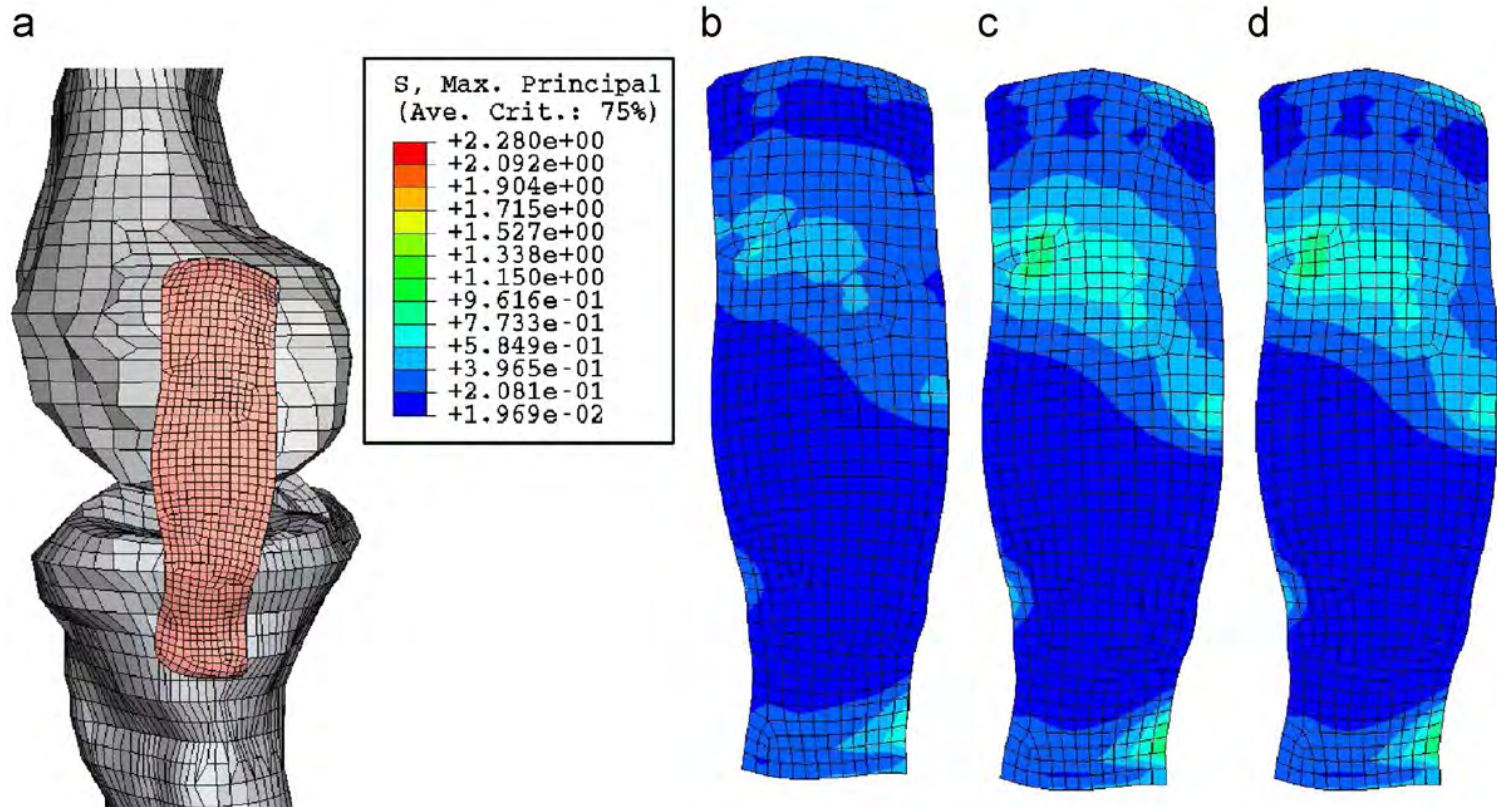 a
b
c
d
S, Max. Principal
(Ave. Crit.: 75%)
+2.280e+00
+2.092e+00
+1.904e+00
+1.715e+00
+1.527e+00
+1.338e+00
+1.150e+00
+9.616e-01
+7.733e-01
+5.849e-01
+3.965e-01
+2.081e-01
+1.969e-02